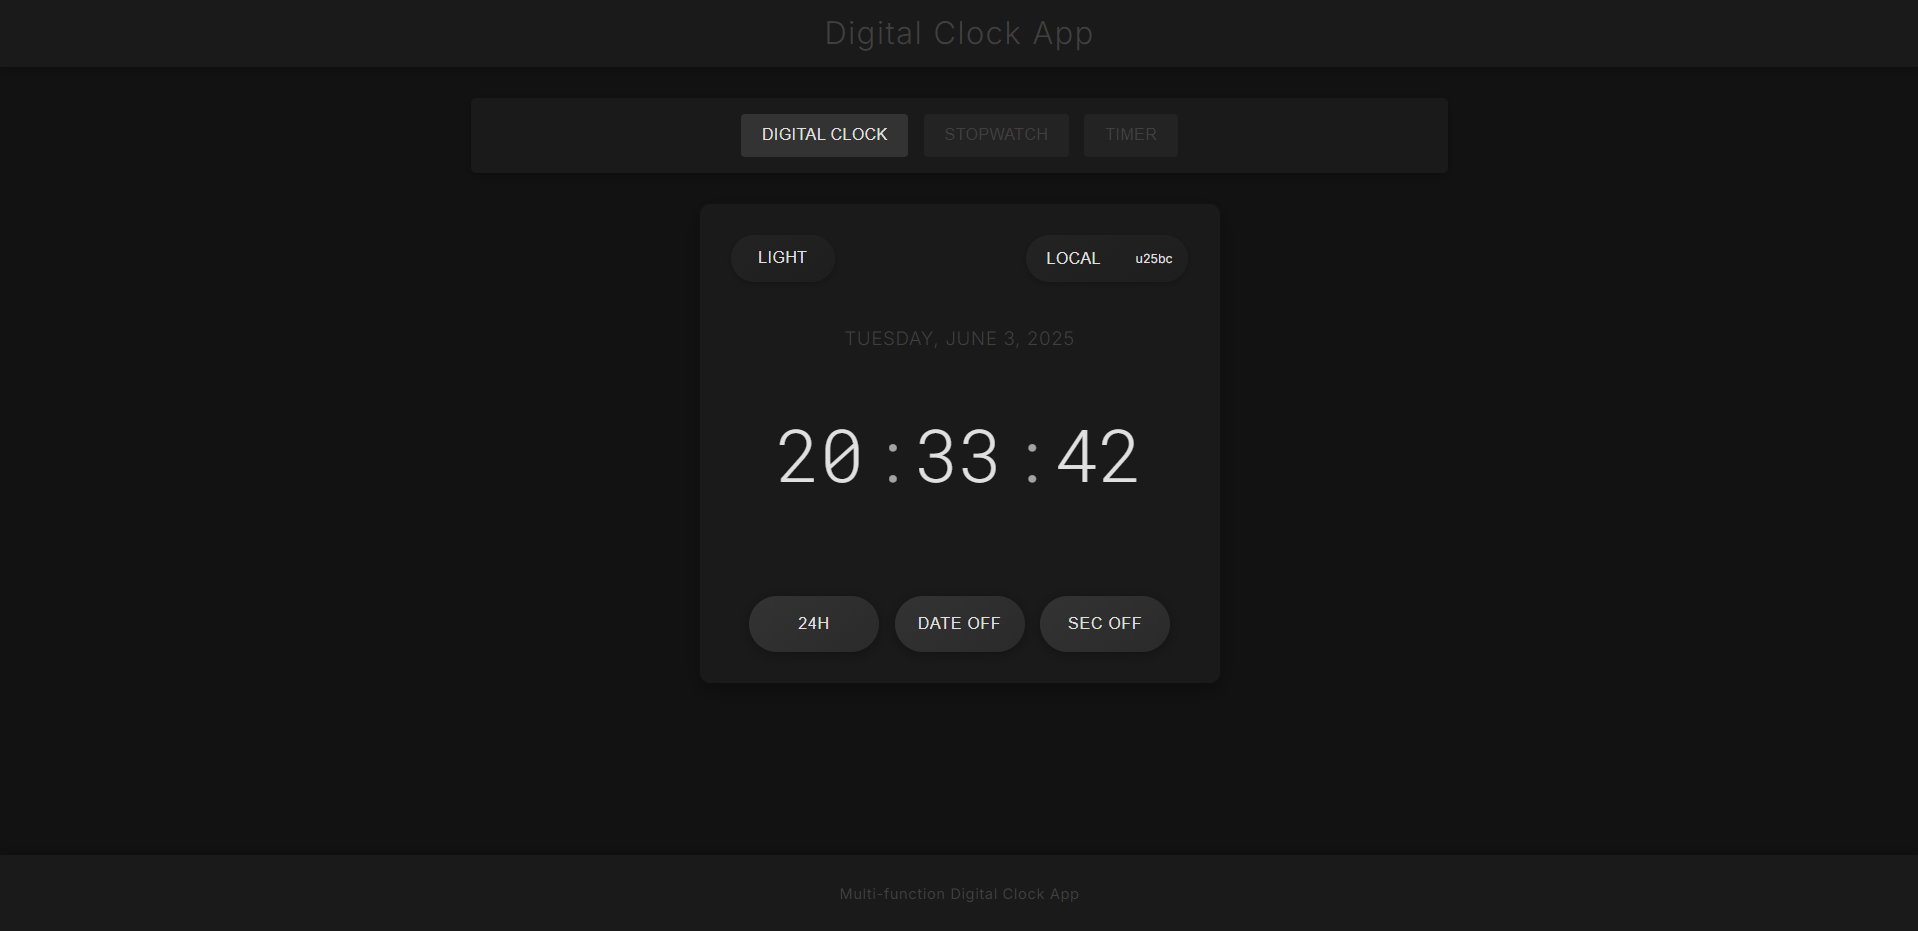 Digital Clock App
DIGITAL CLOCK STOPWATCH TIMER
LIGHT LOCAL u25bc
TUESDAY, JUNE 3, 2025
20:33:42
24H DATE OFF SEC OFF
Multi-function Digital Clock App